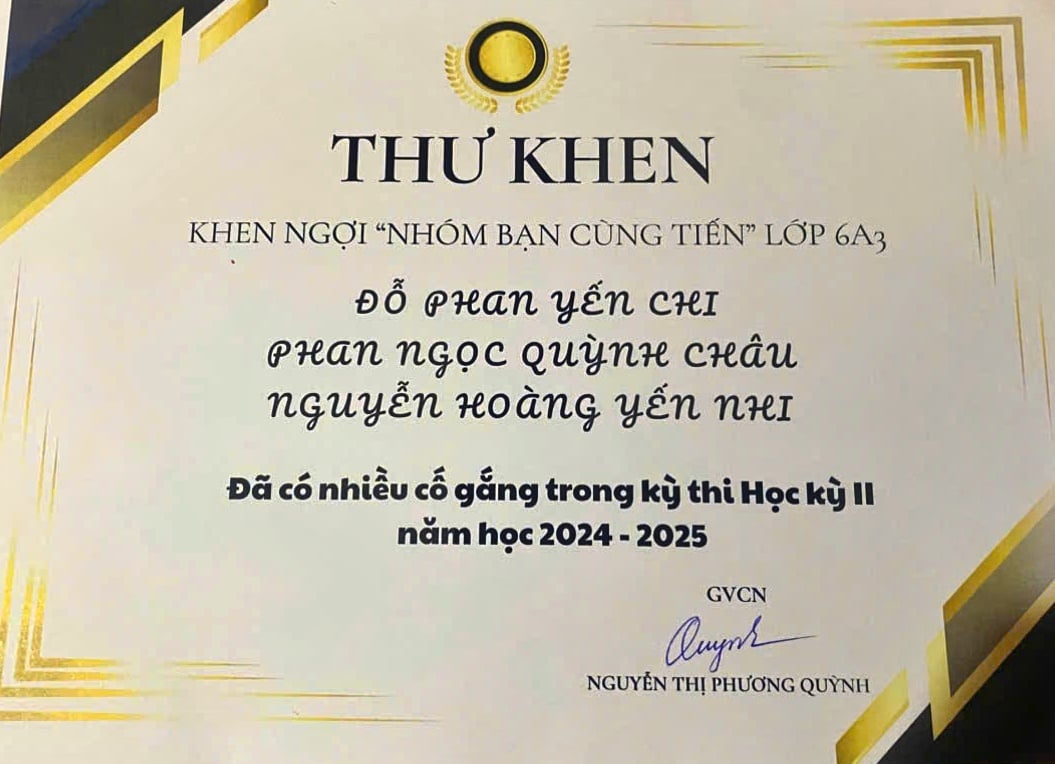 THƯ KHEN
KHEN NGỢI “NHÓM BẠN CÙNG TIẾN” LỚP 6A3
ĐỖ PHAN YẾN CHI
PHAN NGỌC QUỲNH CHÂU
NGUYỄN HOÀNG YẾN NHI
Đã có nhiều cố gắng trong kỳ thi Học kỳ II
năm học 2024 - 2025
GVCN
Quynh
NGUYỄN THỊ PHƯƠNG QUỲNH